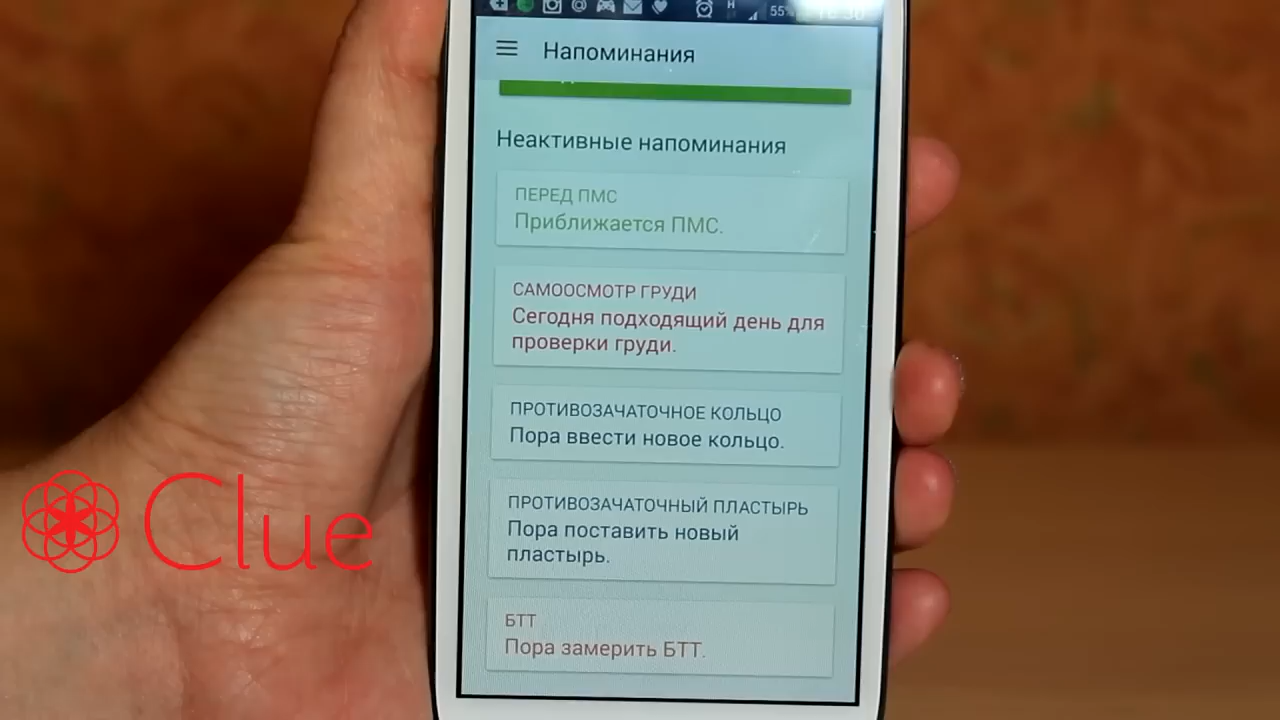 H
55%
Напоминания
Неактивные напоминания
ПЕРЕД ПМС
Приближается ПМС.
САМООСМОТР ГРУДИ
Сегодня подходящий день для
проверки груди.
ПРОТИВОЗАЧАТОЧНОЕ КОЛЬЦО
Пора ввести новое кольцо.
ПРОТИВОЗАЧАТОЧНЫЙ ПЛАСТЫРЬ
Пора поставить новый
пластырь.
БТТ
Пора замерить БТТ.
Clue